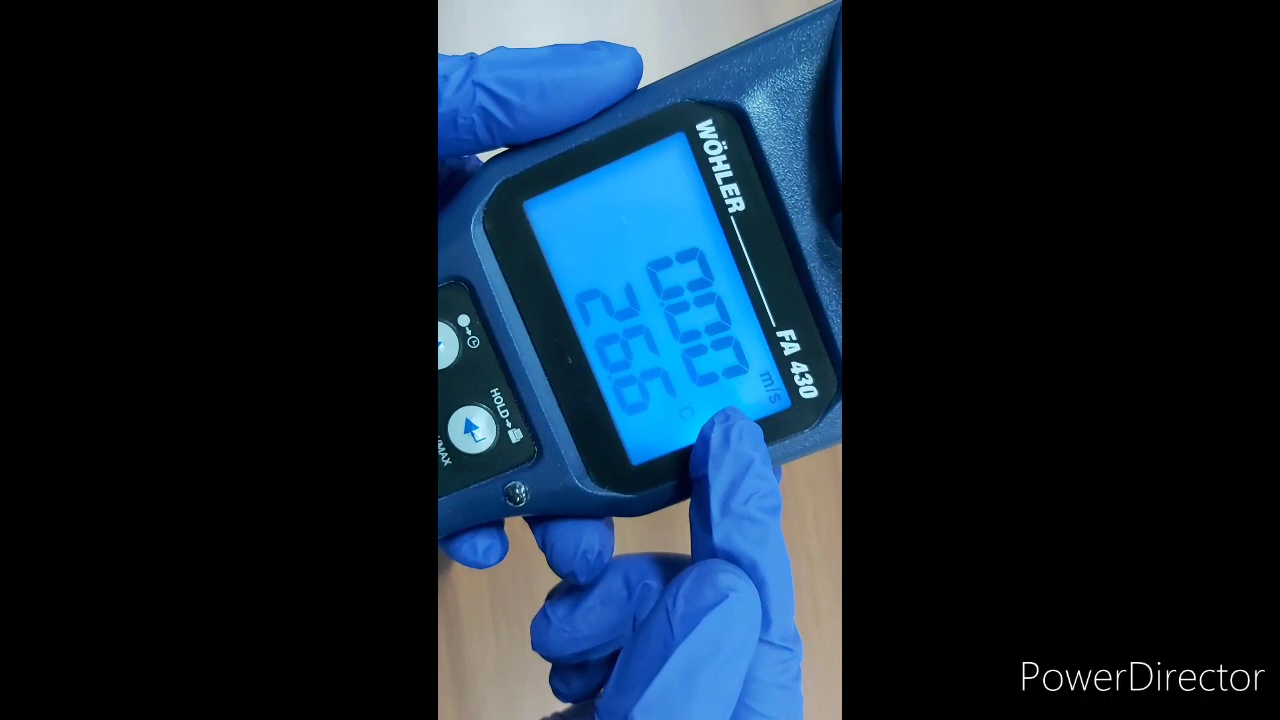 WÖHLER FA 430
m/s
0.00
26.6 C
HOLD→
/MAX
PowerDirector